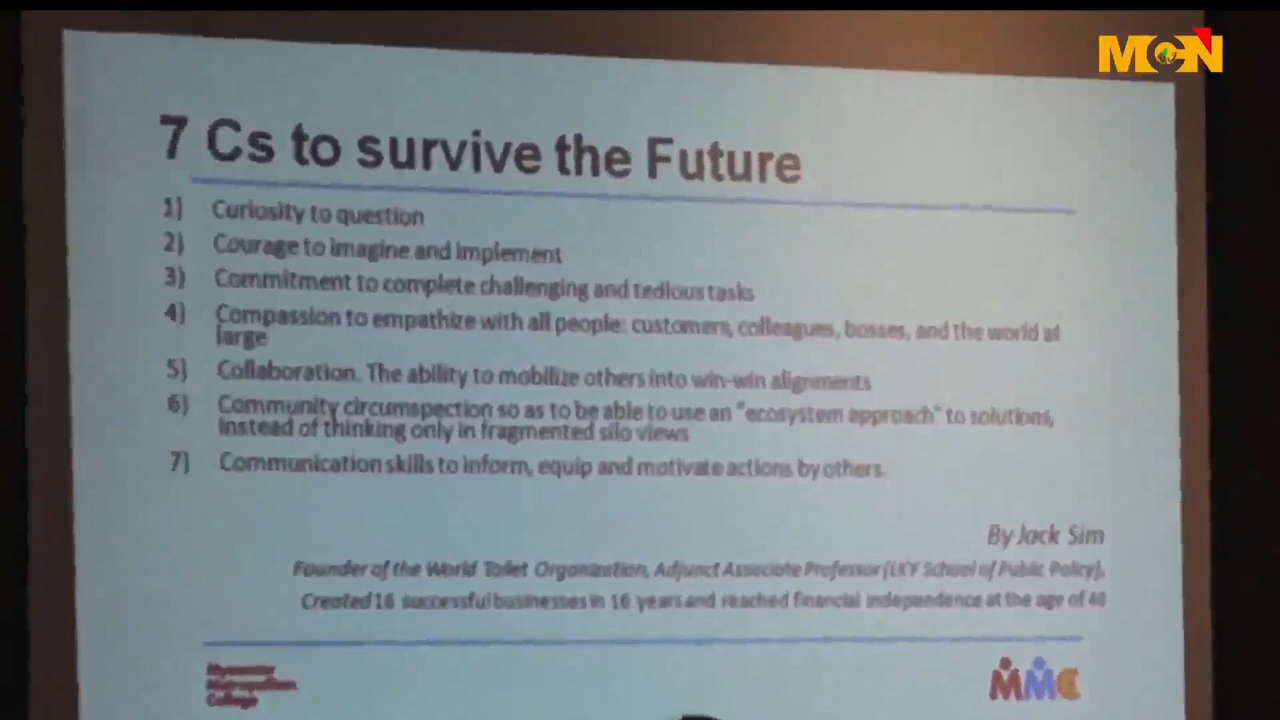 MCN
7 Cs to survive the Future
1) Curiosity to question
2) Courage to imagine and implement
3) Commitment to complete challenging and tedious tasks
4) Compassion to empathize with all people: customers, colleagues, bosses, and the world at
large
5) Collaboration. The ability to mobilize others into win-win alignments
6) Community circumspection so as to be able to use an "ecosystem approach" to solutions,
instead of thinking only in fragmented silo views
7) Communication skills to inform, equip and motivate actions by others.
By Jack Sim
Founder of the World Toilet Organization, Adjunct Associate Professor (LKY School of Public Policy),
Created 16 successful businesses in 16 years and reached financial independence at the age of 40
Myanmar
Metropolitan
College
MMC